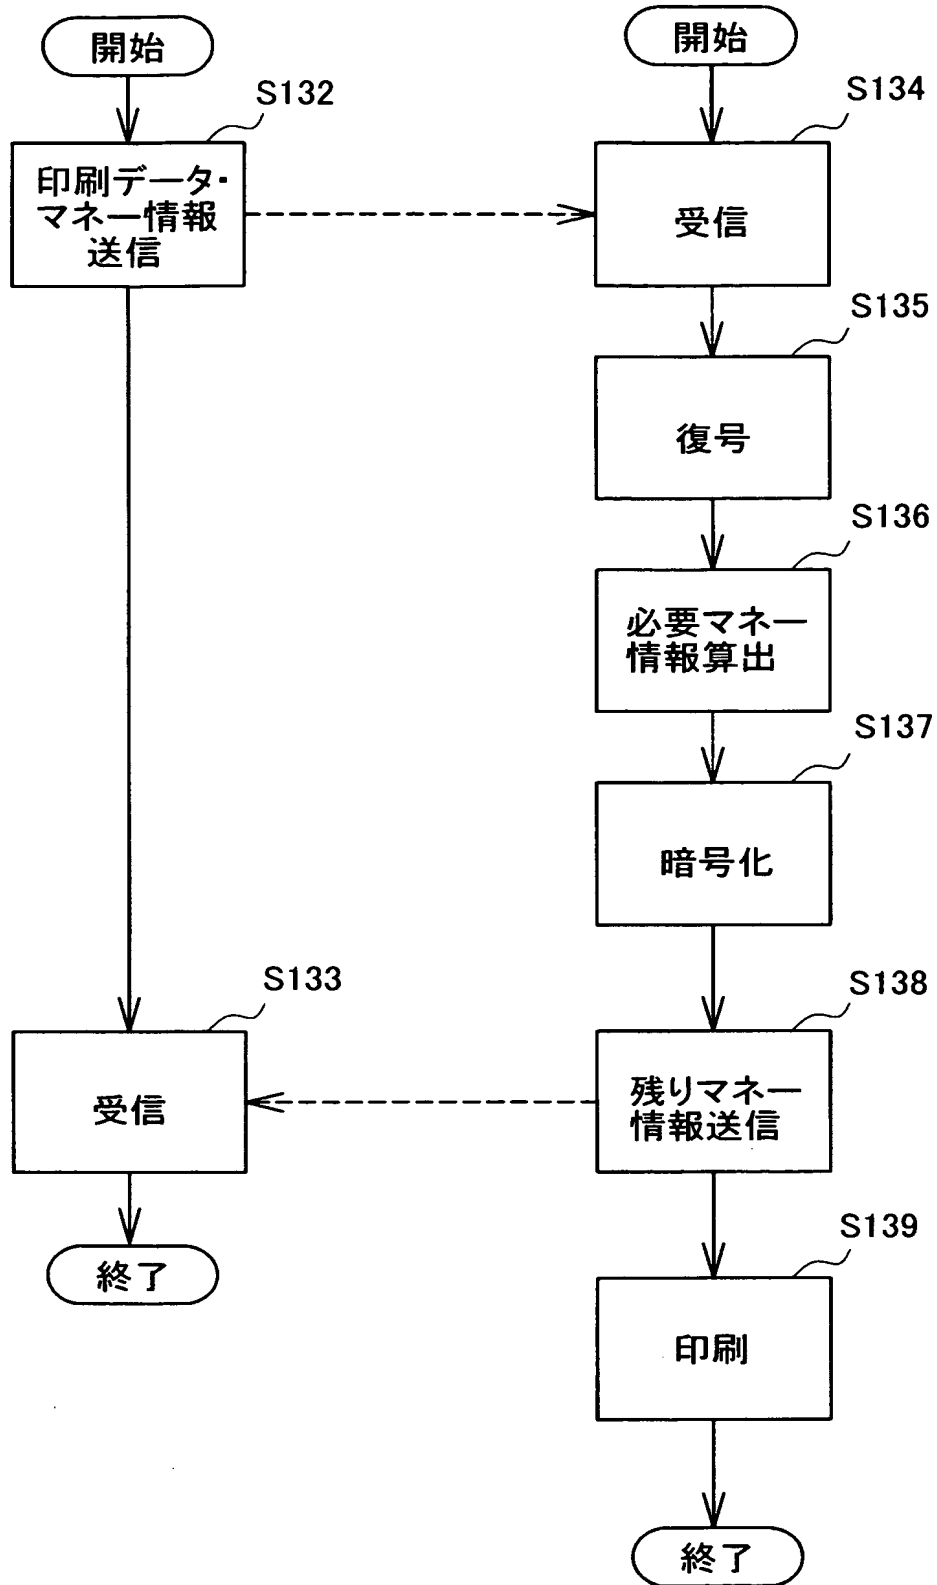 開始
S132
印刷データ・
マネー情報
送信
S133
受信
終了
開始
S134
受信
S135
復号
S136
必要マネー
情報算出
S137
暗号化
S138
残りマネー
情報送信
S139
印刷
終了